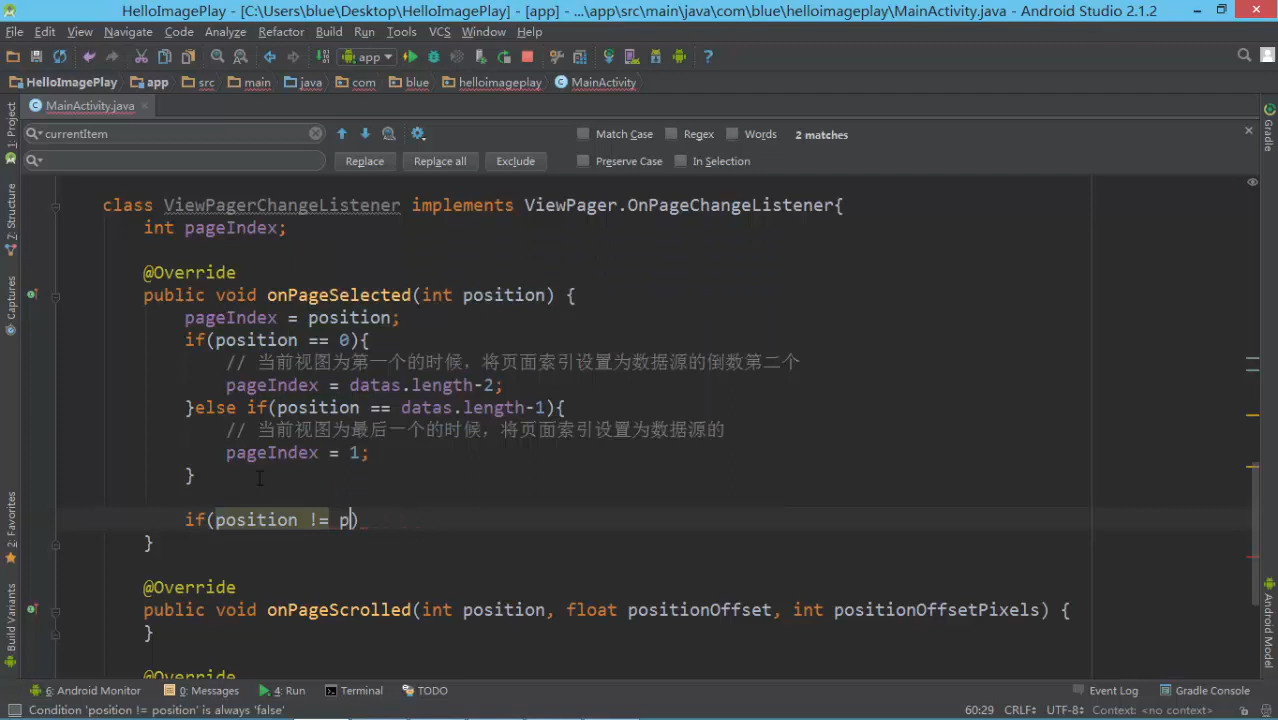 HelloImagePlay - [C:\Users\blue\Desktop\HelloImagePlay] - [app] - ...\app\src\main\java\com\blue\helloimageplay\MainActivity.java - Android Studio 2.1.2
File Edit View Navigate Code Analyze Refactor Build Run Tools VCS Window Help
app
HelloImagePlay app src main java com blue helloimageplay MainActivity
MainActivity.java
currentItem Match Case Regex Words 2 matches
Replace Replace all Exclude Preserve Case In Selection
class ViewPagerChangeListener implements ViewPager.OnPageChangeListener{
int pageIndex;
@Override
public void onPageSelected(int position) {
pageIndex = position;
if(position == 0){
// 当前视图为第一个的时候，将页面索引设置为数据源的倒数第二个
pageIndex = datas.length-2;
}else if(position == datas.length-1){
// 当前视图为最后一个的时候，将页面索引设置为数据源的
pageIndex = 1;
}
if(position != p)
}
@Override
public void onPageScrolled(int position, float positionOffset, int positionOffsetPixels) {
}
@Override
1: Project
7: Structure
Captures
2: Favorites
Build Variants
Gradle
Android Model
6: Android Monitor 0: Messages 4: Run Terminal TODO Event Log Gradle Console
Condition 'position != position' is always 'false' 60:29 CRLF÷ UTF-8÷ Context: <no context>